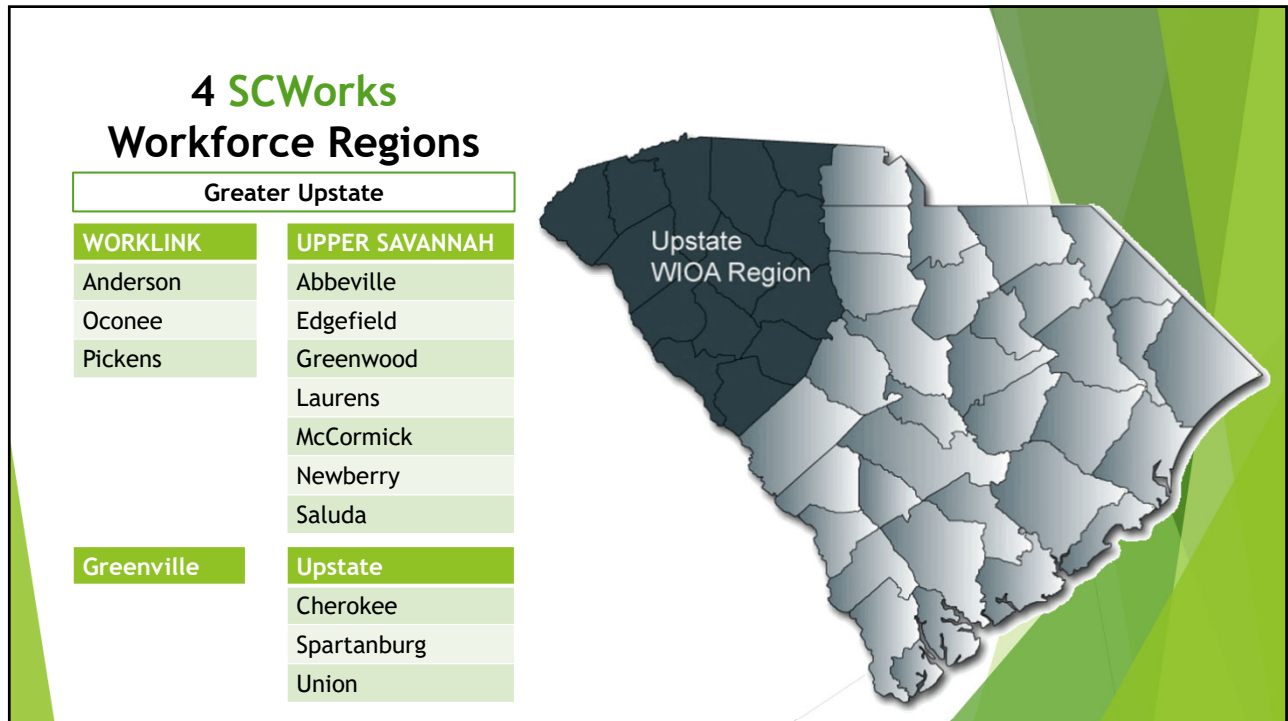 4 SCWorks
Workforce Regions
Greater Upstate
WORKLINK
Anderson
Oconee
Pickens
UPPER SAVANNAH
Abbeville
Edgefield
Greenwood
Laurens
McCormick
Newberry
Saluda
Greenville
Upstate
Cherokee
Spartanburg
Union
Upstate
WIOA Region